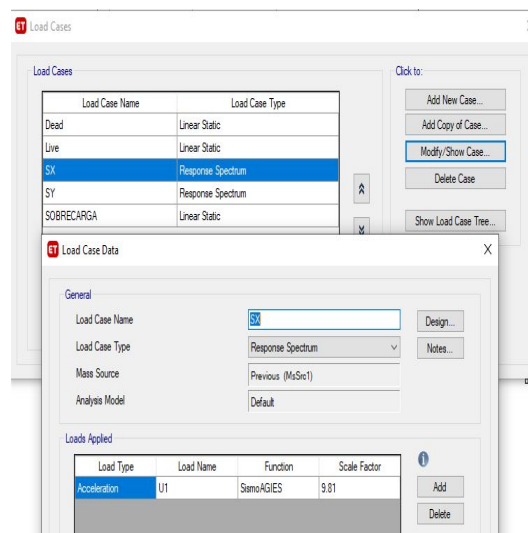 ET Load Cases
Load Cases
Click to:
Load Case Name Load Case Type
Dead Linear Static
Live Linear Static
SX Response Spectrum
SY Response Spectrum
SOBRECARGA Linear Static
Add New Case...
Add Copy of Case...
Modify/Show Case...
Delete Case
Show Load Case Tree...
ET Load Case Data X
General
Load Case Name SX Design...
Load Case Type Response Spectrum Notes...
Mass Source Previous (MsSrc1)
Analysis Model Default
Loads Applied
Load Type Load Name Function Scale Factor
Acceleration U1 SismoAGIES 9.81
Add
Delete